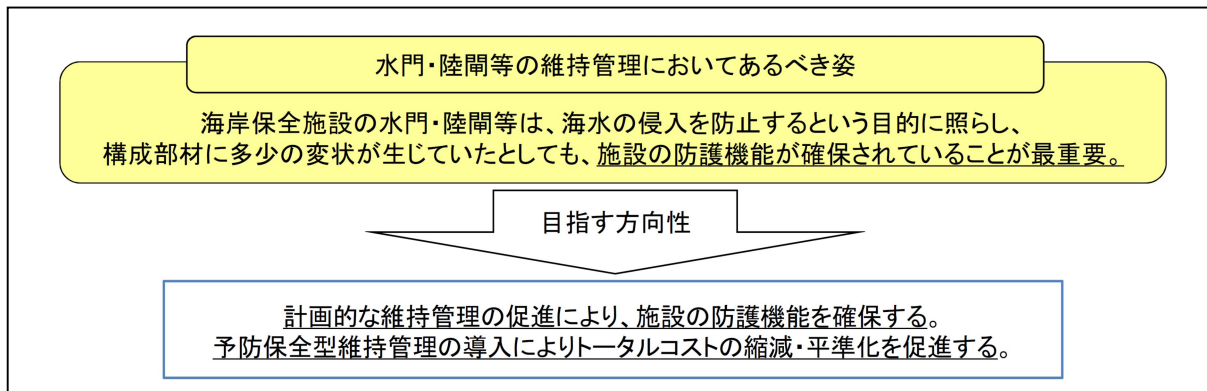 水門・陸閘等の維持管理においてあるべき姿
海岸保全施設の水門・陸閘等は、海水の侵入を防止するという目的に照らし、
構成部材に多少の変状が生じていたとしても、施設の防護機能が確保されていることが最重要。
目指す方向性
計画的な維持管理の促進により、施設の防護機能を確保する。
予防保全型維持管理の導入によりトータルコストの縮減・平準化を促進する。